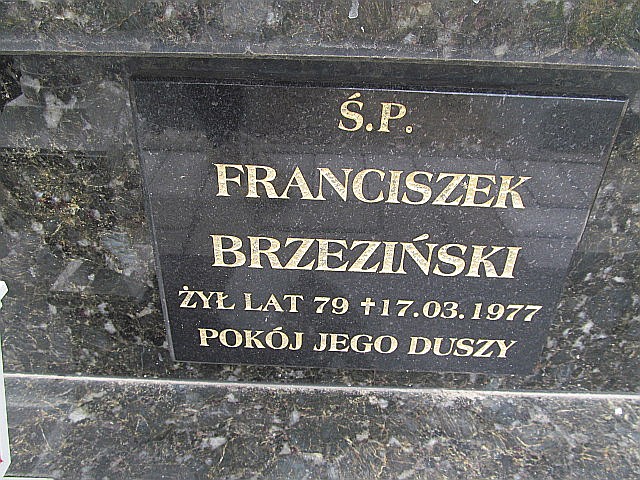 Ś.P.
FRANCISZEK
BRZEZIŃSKI
ŻYŁ LAT 79 ✝17.03.1977
POKÓJ JEGO DUSZY